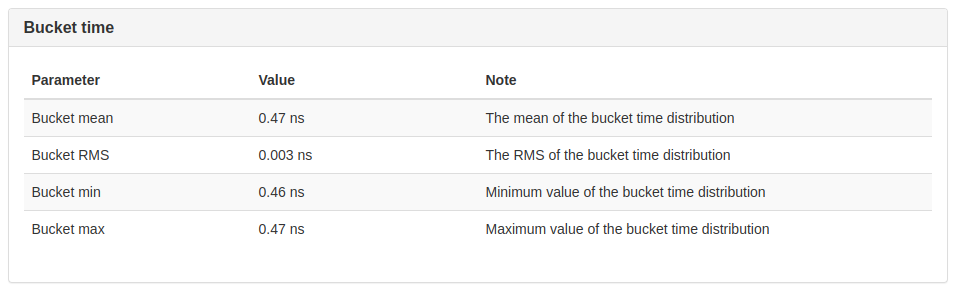 Bucket time
Parameter Value Note
Bucket mean 0.47 ns The mean of the bucket time distribution
Bucket RMS 0.003 ns The RMS of the bucket time distribution
Bucket min 0.46 ns Minimum value of the bucket time distribution
Bucket max 0.47 ns Maximum value of the bucket time distribution